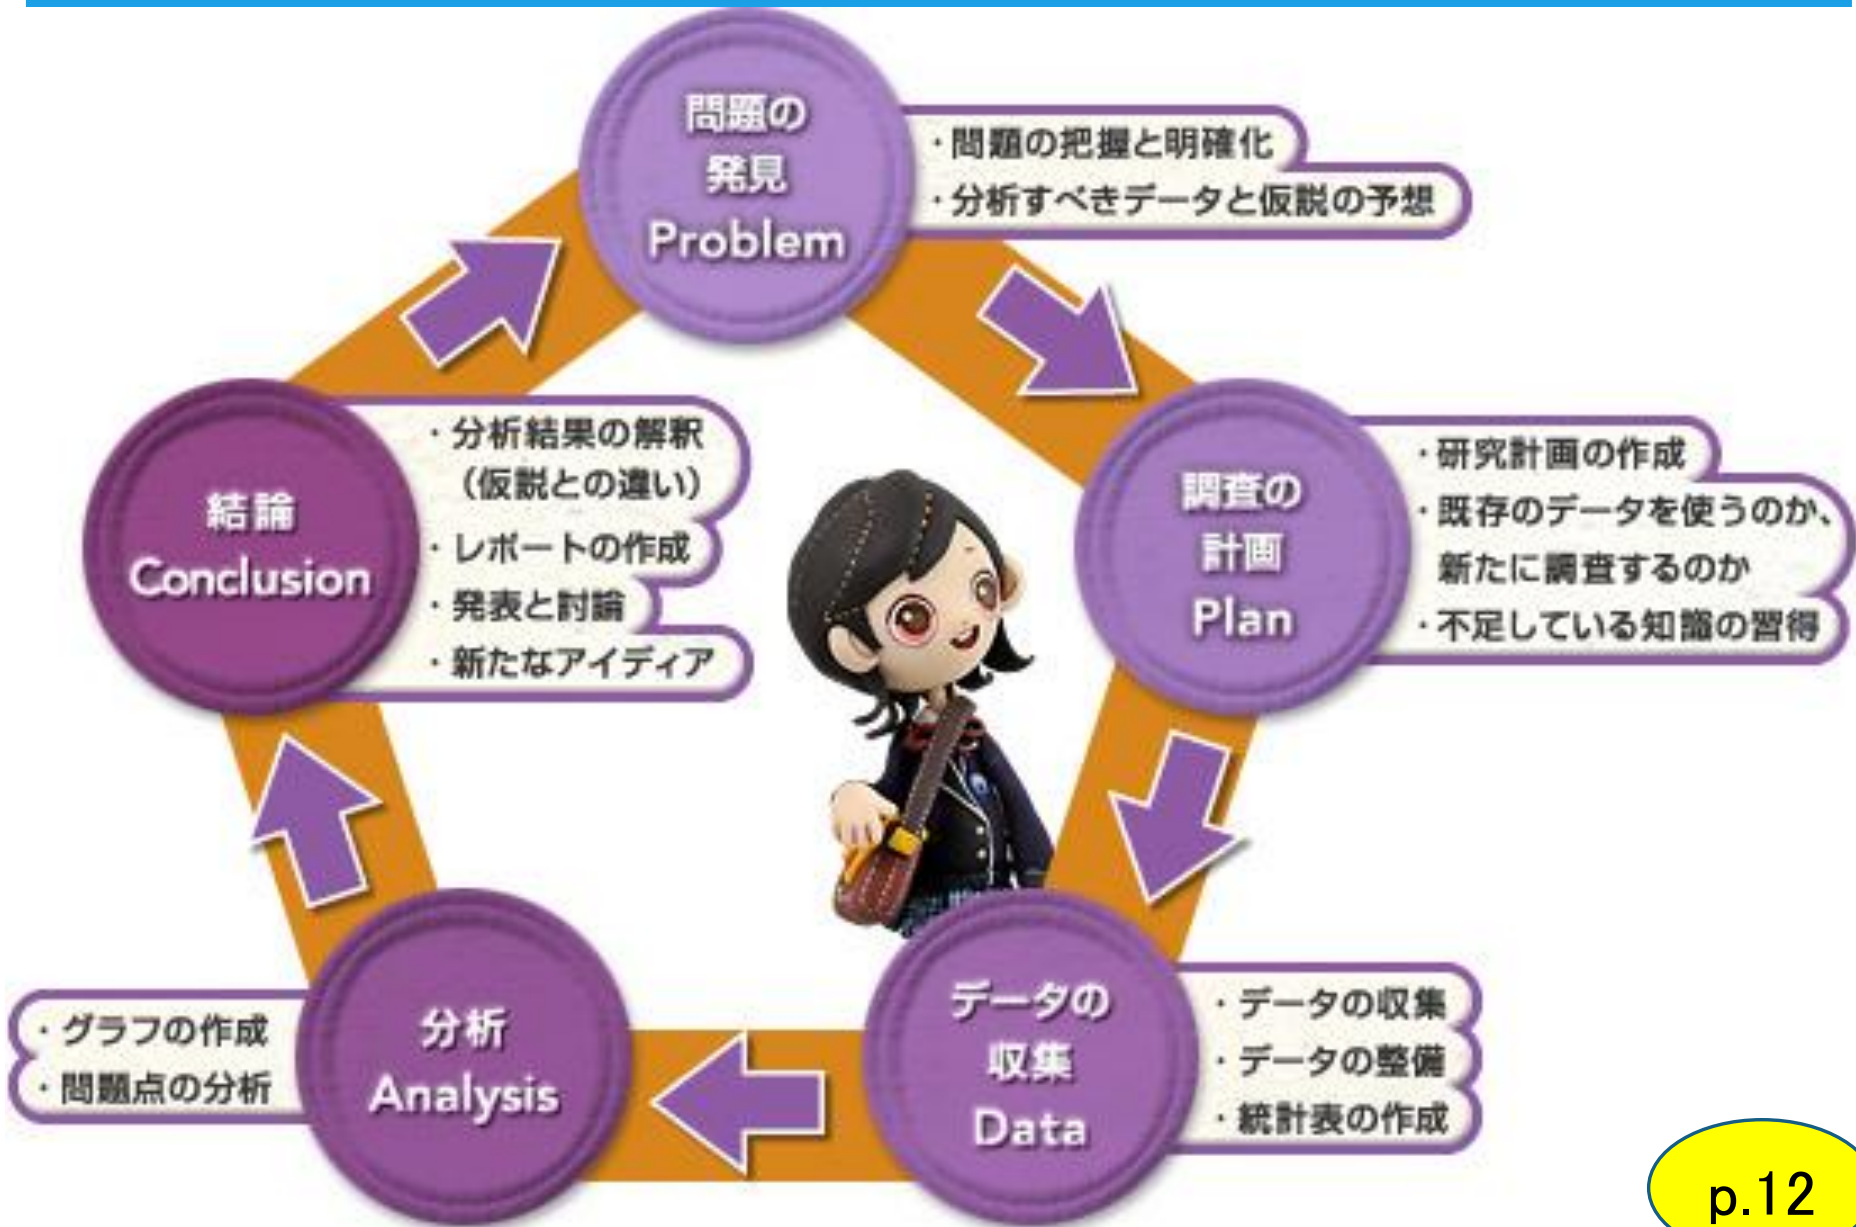 問題の
発見
Problem
・問題の把握と明確化
・分析すべきデータと仮説の予想
調査の
計画
Plan
・研究計画の作成
・既存のデータを使うのか、
新たに調査するのか
・不足している知識の習得
データの
収集
Data
・データの収集
・データの整備
・統計表の作成
分析
Analysis
・グラフの作成
・問題点の分析
結論
Conclusion
・分析結果の解釈
（仮説との違い）
・レポートの作成
・発表と討論
・新たなアイディア
p.12